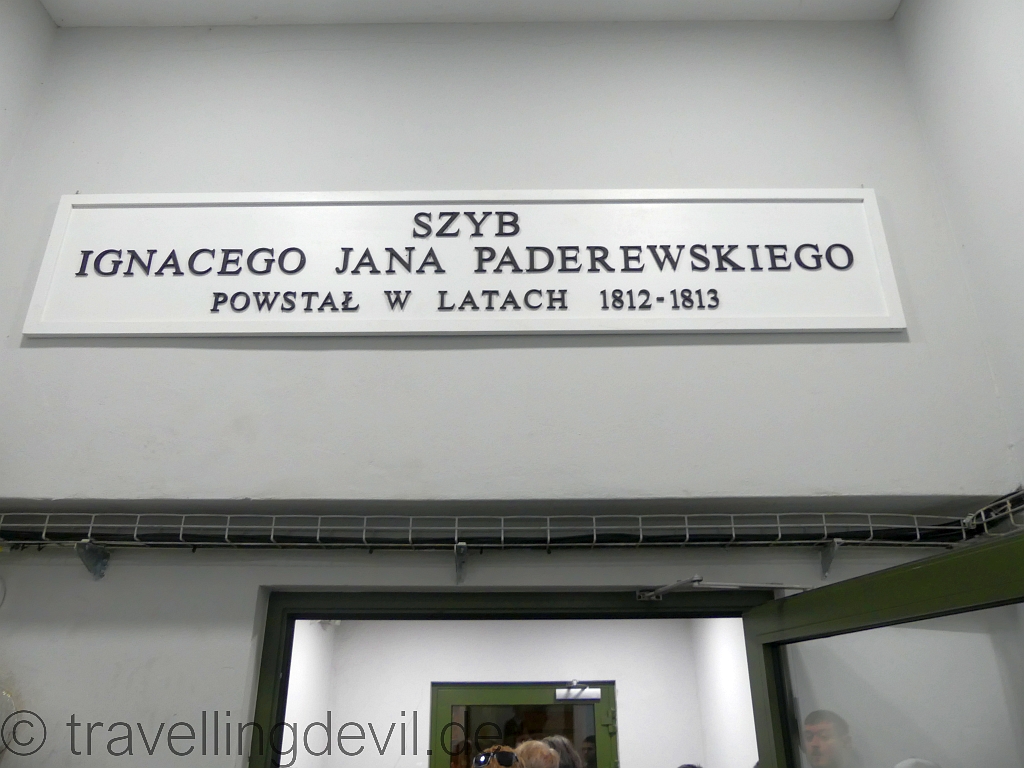 SZYB
IGNACEGO JANA PADEREWSKIEGO
POWSTAŁ W LATACH 1812-1813
© travellingdevil.de